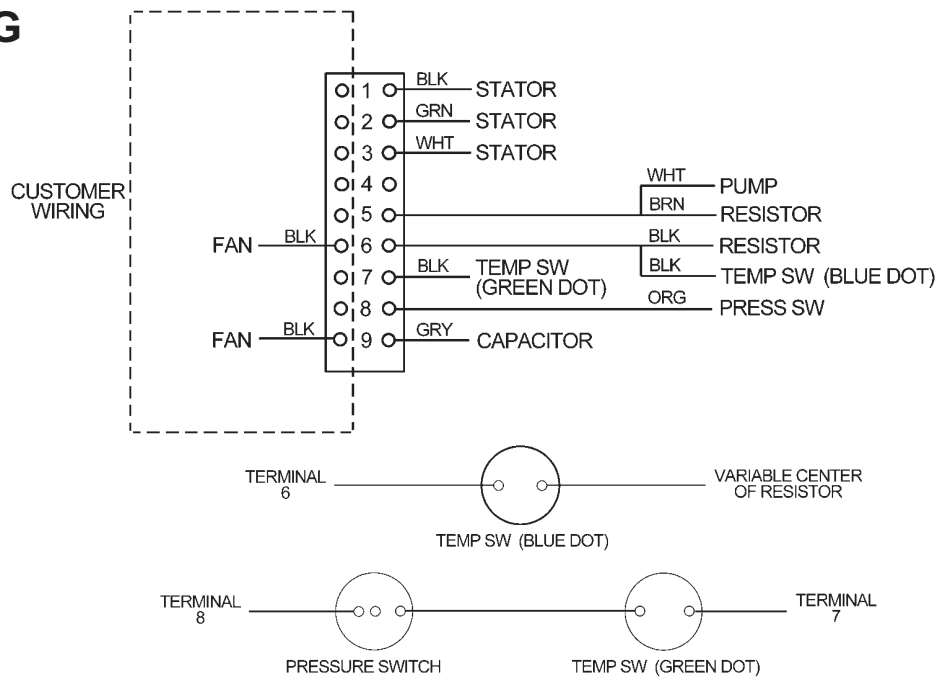 G
CUSTOMER
WIRING
1 BLK STATOR
2 GRN STATOR
3 WHT STATOR
4
WHT PUMP
5 BRN RESISTOR
FAN BLK 6 BLK RESISTOR
BLK TEMP SW (BLUE DOT)
7 BLK TEMP SW
(GREEN DOT)
8 ORG PRESS SW
FAN BLK 9 GRY CAPACITOR
TERMINAL
6
VARIABLE CENTER
OF RESISTOR
TEMP SW (BLUE DOT)
TERMINAL
8
TERMINAL
7
PRESSURE SWITCH
TEMP SW (GREEN DOT)